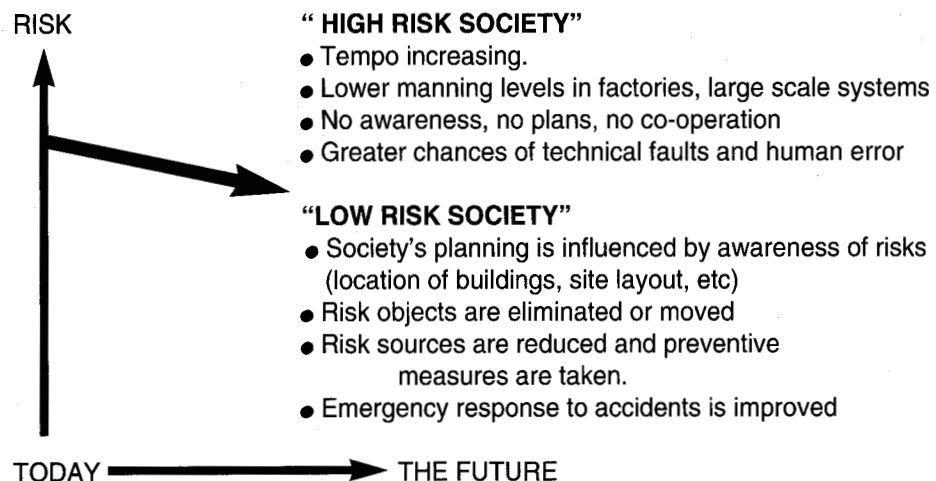 RISK
“ HIGH RISK SOCIETY”
● Tempo increasing.
● Lower manning levels in factories, large scale systems
● No awareness, no plans, no co-operation
● Greater chances of technical faults and human error
“LOW RISK SOCIETY”
● Society’s planning is influenced by awareness of risks
(location of buildings, site layout, etc)
● Risk objects are eliminated or moved
● Risk sources are reduced and preventive
measures are taken.
● Emergency response to accidents is improved
TODAY THE FUTURE